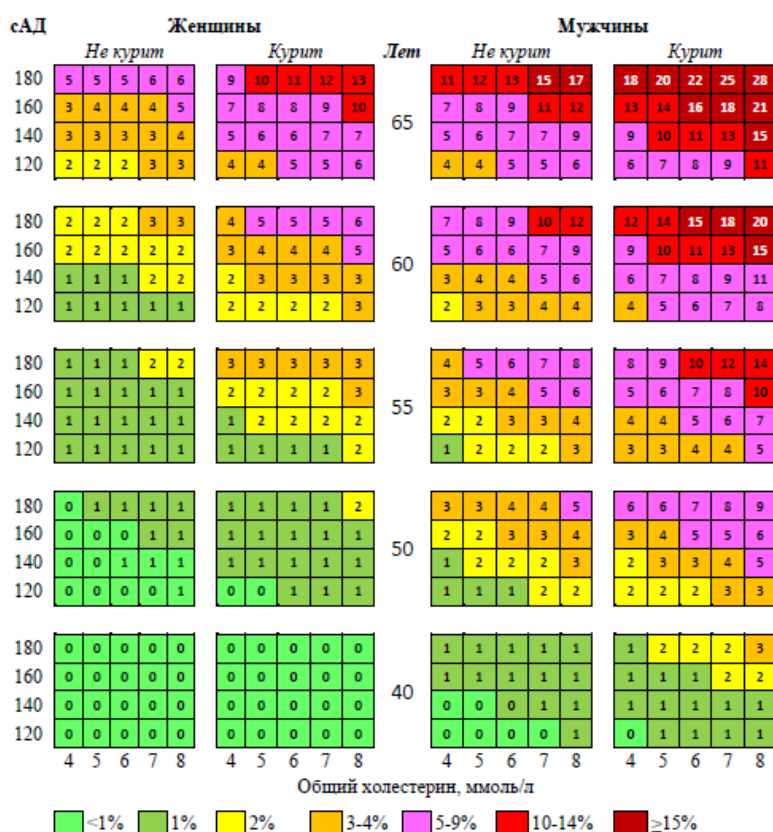 сАД Женщины Мужчины
Не курит Курит Лет Не курит Курит
180 5 5 5 6 6 9 10 11 12 13 11 12 13 15 17 18 20 22 25 28
160 3 4 4 4 5 7 8 8 9 10 7 8 9 11 12 13 14 16 18 21
65
140 3 3 3 3 4 5 6 6 7 7 5 6 7 7 9 9 10 11 13 15
120 2 2 2 3 3 4 4 5 5 6 4 4 5 5 6 6 7 8 9 11
180 2 2 2 3 3 4 5 5 5 6 7 8 9 10 12 12 14 15 18 20
160 2 2 2 2 2 3 4 4 4 5 5 6 6 7 9 9 10 11 13 15
60
140 1 1 1 2 2 2 3 3 3 3 3 4 4 5 6 6 7 8 9 11
120 1 1 1 1 1 2 2 2 2 3 2 3 3 4 4 4 5 6 7 8
180 1 1 1 2 2 3 3 3 3 3 4 5 6 7 8 8 9 10 12 14
160 1 1 1 1 1 2 2 2 2 3 3 3 4 5 6 5 6 7 8 10
55
140 1 1 1 1 1 1 2 2 2 2 2 2 3 3 4 4 4 5 6 7
120 1 1 1 1 1 1 1 1 1 2 1 2 2 2 3 3 3 4 4 5
180 0 1 1 1 1 1 1 1 1 2 3 3 4 4 5 6 6 7 8 9
160 0 0 0 1 1 1 1 1 1 1 2 2 3 3 4 3 4 5 5 6
50
140 0 0 1 1 1 1 1 1 1 1 1 2 2 2 3 2 3 3 4 5
120 0 0 0 0 1 0 0 1 1 1 1 1 1 2 2 2 2 2 3 3
180 0 0 0 0 0 0 0 0 0 0 1 1 1 1 1 1 2 2 2 3
160 0 0 0 0 0 0 0 0 0 0 1 1 1 1 1 1 1 1 2 2
40
140 0 0 0 0 0 0 0 0 0 0 0 0 0 1 1 1 1 1 1 1
120 0 0 0 0 0 0 0 0 0 0 0 0 0 0 1 0 1 1 1 1
4 5 6 7 8 4 5 6 7 8 4 5 6 7 8 4 5 6 7 8
Общий холестерин, ммоль/л
<1% 1% 2% 3-4% 5-9% 10-14% ≥15%